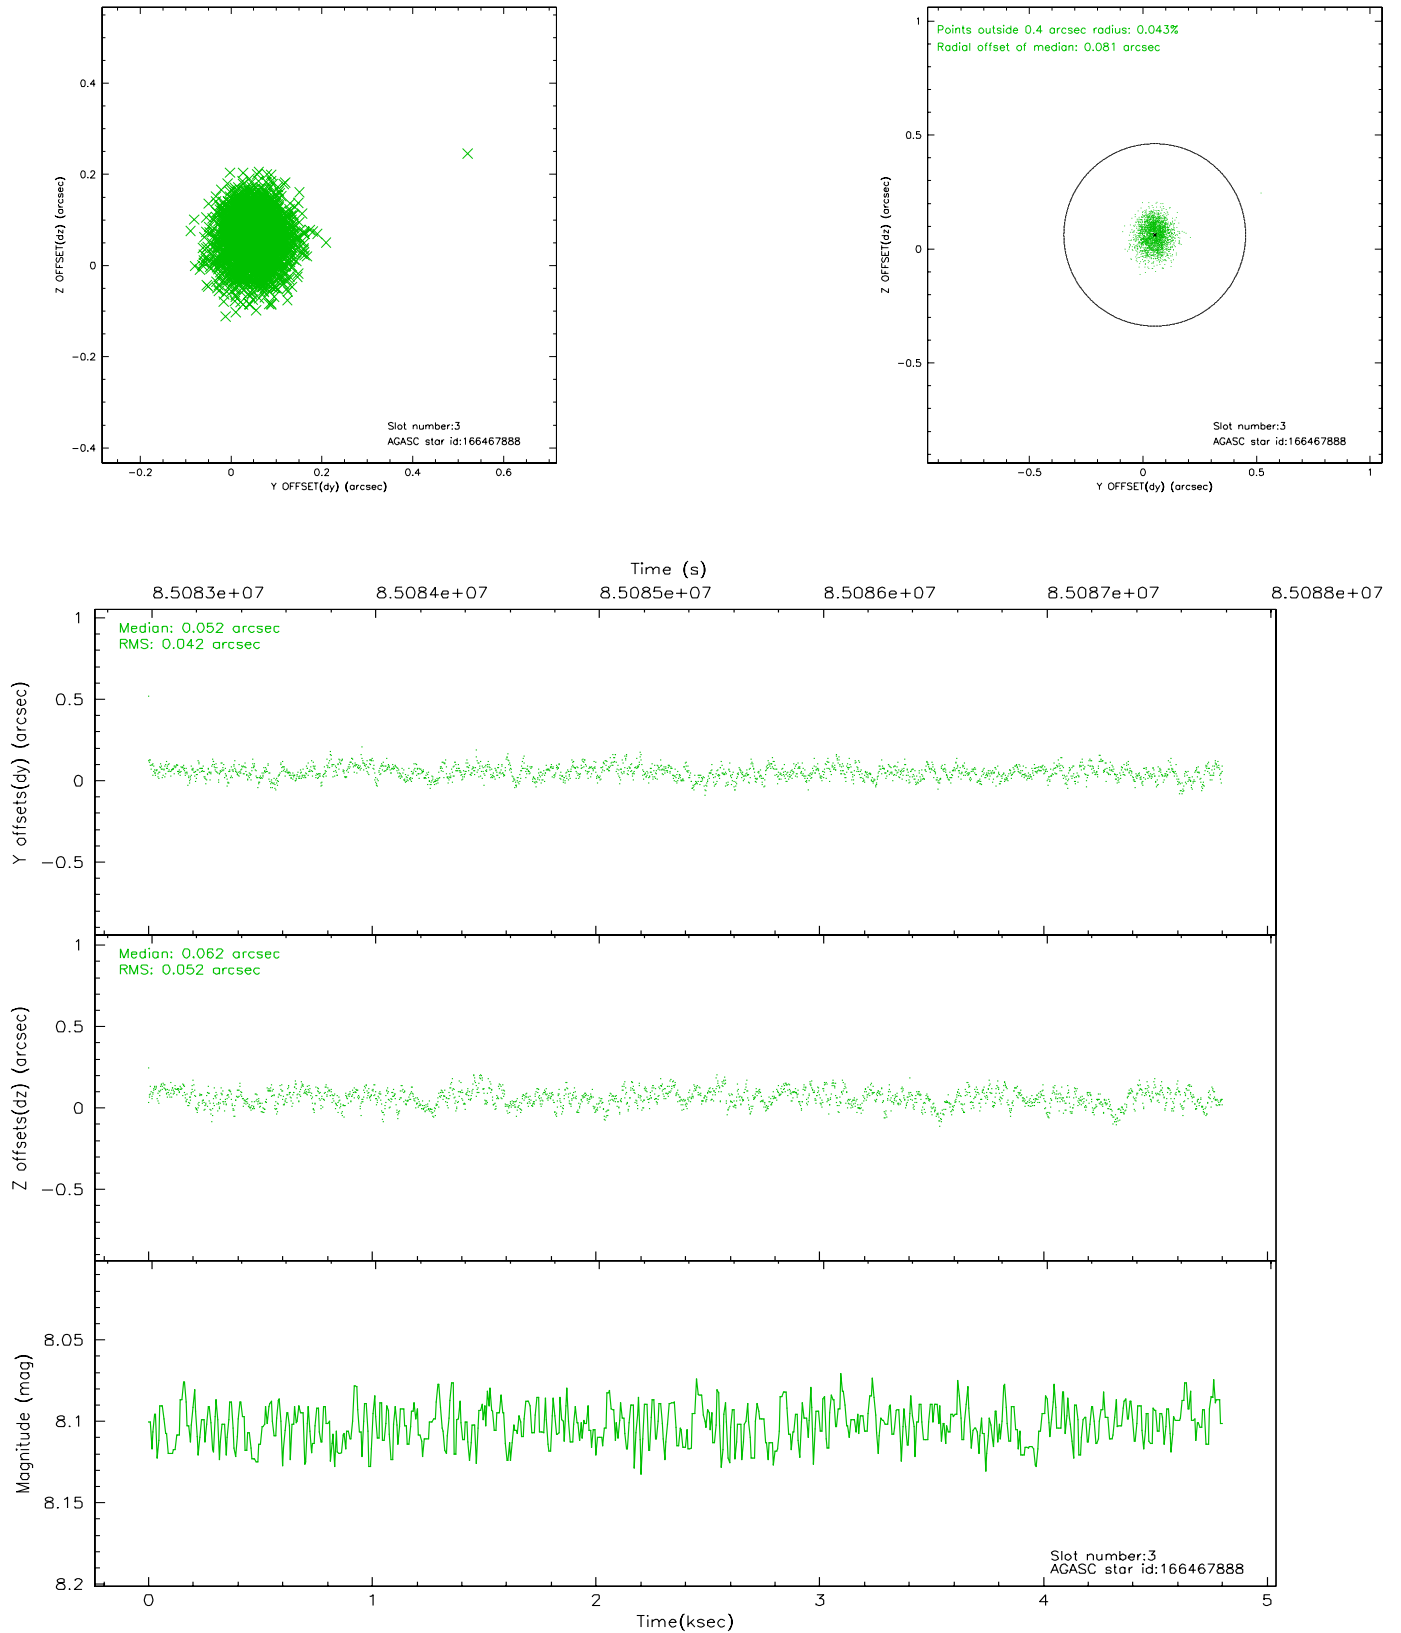 0.4
0.2
0
−0.2
−0.4
Z OFFSET(dz) (arcsec)
Slot number:3
AGASC star id:166467888
−0.2 0 0.2 0.4 0.6
Y OFFSET(dy) (arcsec)
Points outside 0.4 arcsec radius: 0.043%
Radial offset of median: 0.081 arcsec
1
0.5
0
−0.5
Z OFFSET(dz) (arcsec)
Slot number:3
AGASC star id:166467888
−0.5 0 0.5 1
Y OFFSET(dy) (arcsec)
Time (s)
8.5083e+07 8.5084e+07 8.5085e+07 8.5086e+07 8.5087e+07 8.5088e+07
Median: 0.052 arcsec
RMS: 0.042 arcsec
1
0.5
0
−0.5
Y offsets(dy) (arcsec)
Median: 0.062 arcsec
RMS: 0.052 arcsec
1
0.5
0
−0.5
Z offsets(dz) (arcsec)
8.05
8.1
8.15
8.2
Magnitude (mag)
Slot number:3
AGASC star id:166467888
0 1 2 3 4 5
Time(ksec)